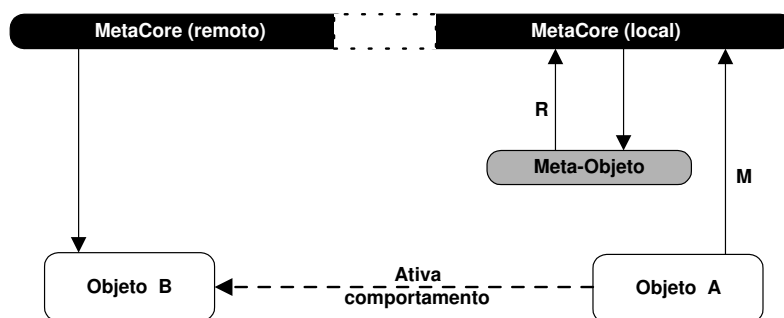 MetaCore (remoto)
MetaCore (local)
R
Meta-Objeto
M
Objeto B
Ativa
comportamento
Objeto A